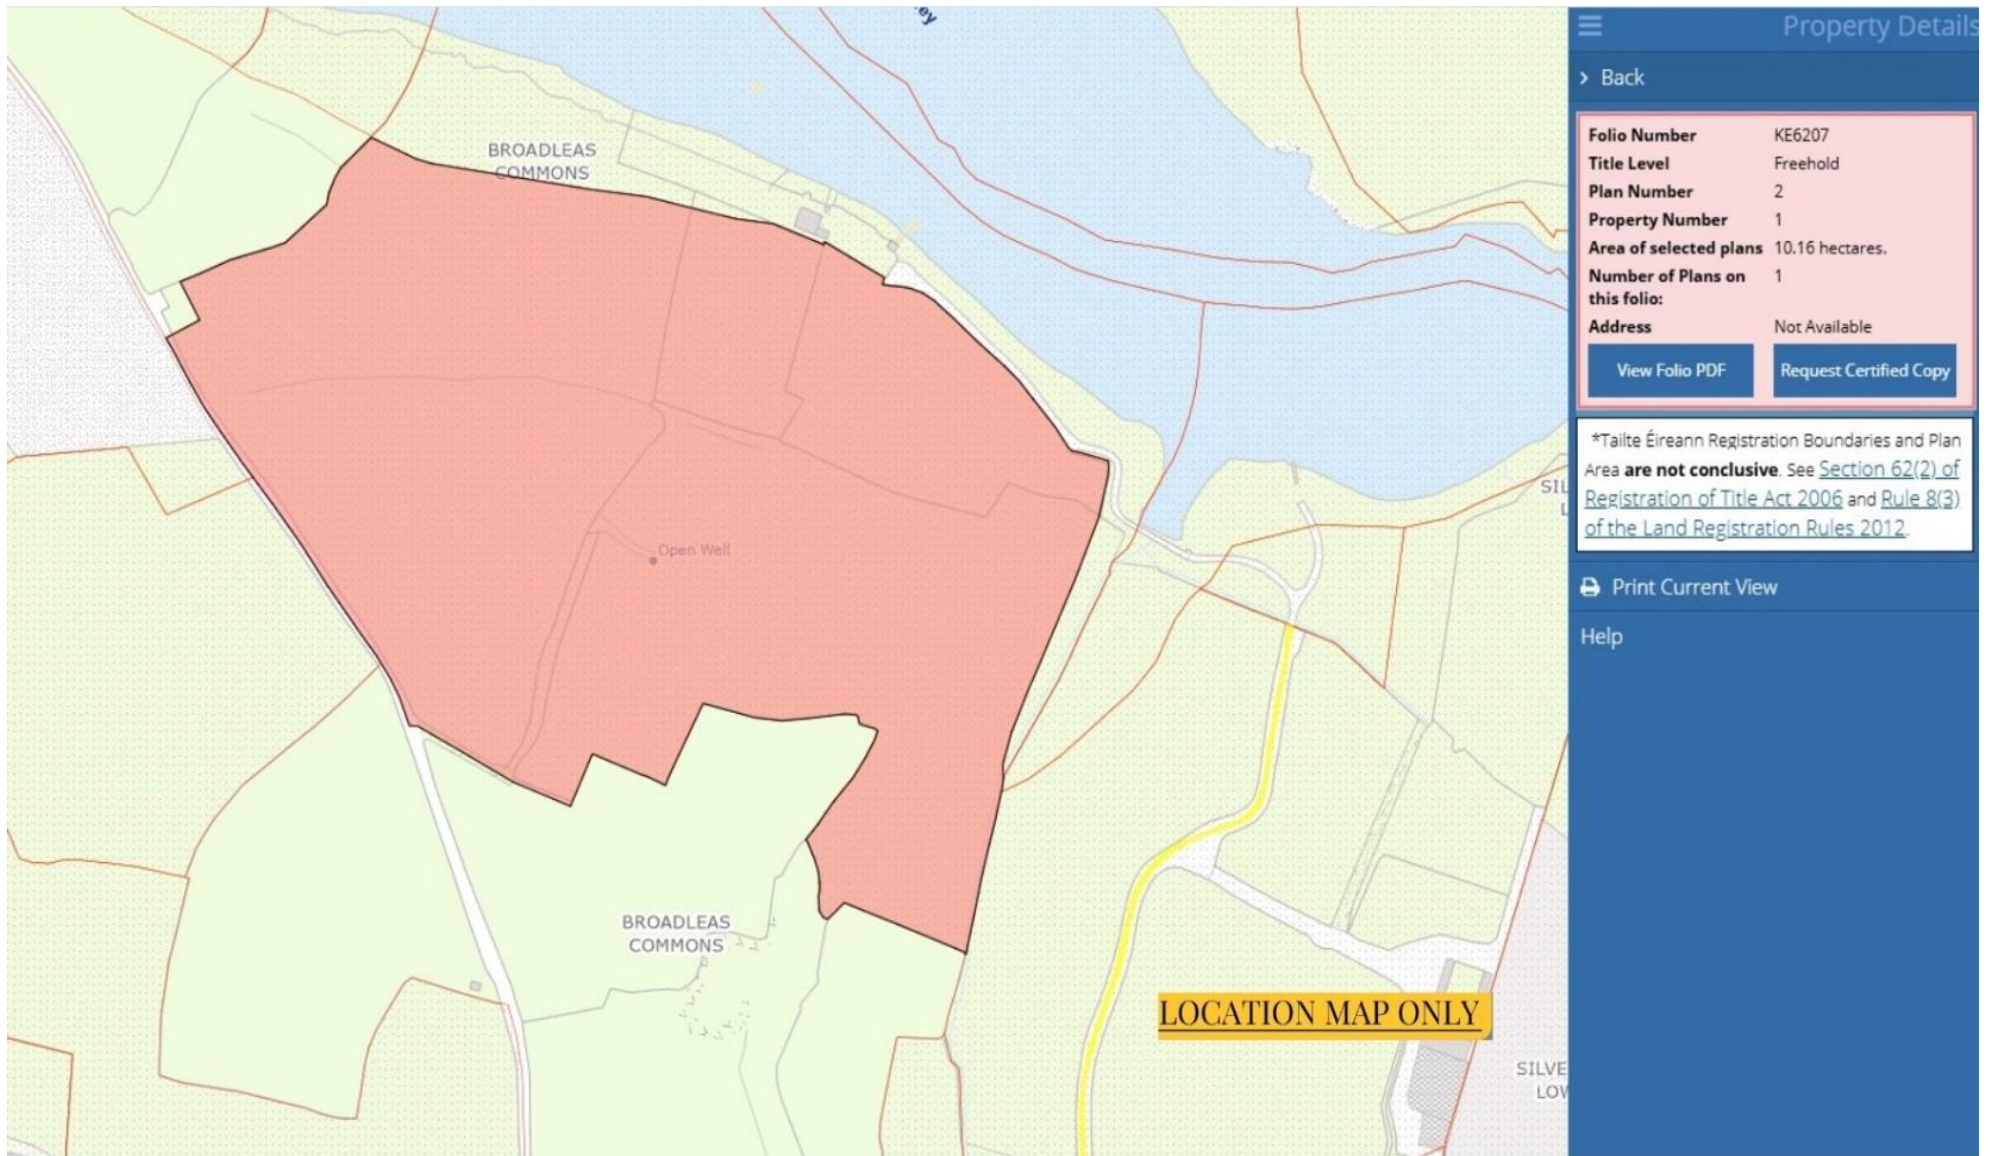 ey
BROADLEAS
COMMONS
Open Well
SIL
L
BROADLEAS
COMMONS
LOCATION MAP ONLY
SILVE
LOW
Property Details
Back
Folio Number KE6207
Title Level Freehold
Plan Number 2
Property Number 1
Area of selected plans 10.16 hectares.
Number of Plans on 1
this folio:
Address Not Available
View Folio PDF Request Certified Copy
*Tailte Éireann Registration Boundaries and Plan
Area are not conclusive. See Section 62(2) of
Registration of Title Act 2006 and Rule 8(3)
of the Land Registration Rules 2012.
Print Current View
Help